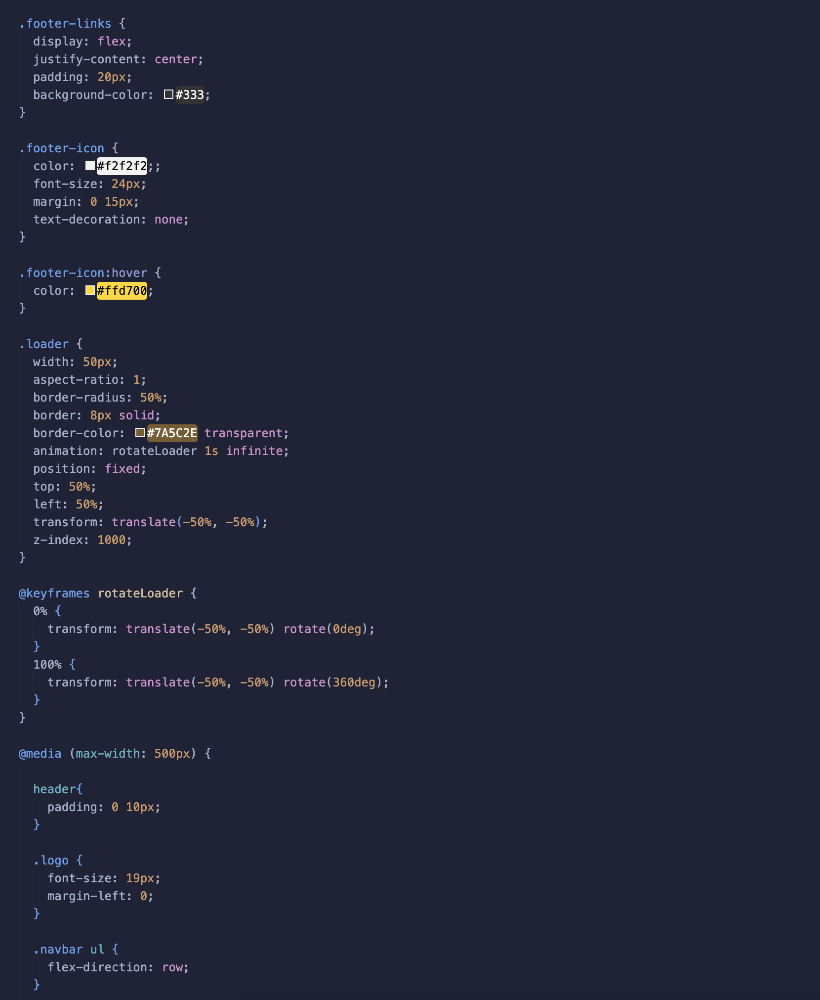 .footer-links {
  display: flex;
  justify-content: center;
  padding: 20px;
  background-color: #333;
}

.footer-icon {
  color: #f2f2f2;;
  font-size: 24px;
  margin: 0 15px;
  text-decoration: none;
}

.footer-icon:hover {
  color: #ffd700;
}

.loader {
  width: 50px;
  aspect-ratio: 1;
  border-radius: 50%;
  border: 8px solid;
  border-color: #7A5C2E transparent;
  animation: rotateLoader 1s infinite;
  position: fixed;
  top: 50%;
  left: 50%;
  transform: translate(-50%, -50%);
  z-index: 1000;
}

@keyframes rotateLoader {
  0% {
    transform: translate(-50%, -50%) rotate(0deg);
  }
  100% {
    transform: translate(-50%, -50%) rotate(360deg);
  }
}

@media (max-width: 500px) {

  header{
    padding: 0 10px;
  }

  .logo {
    font-size: 19px;
    margin-left: 0;
  }

  .navbar ul {
    flex-direction: row;
  }